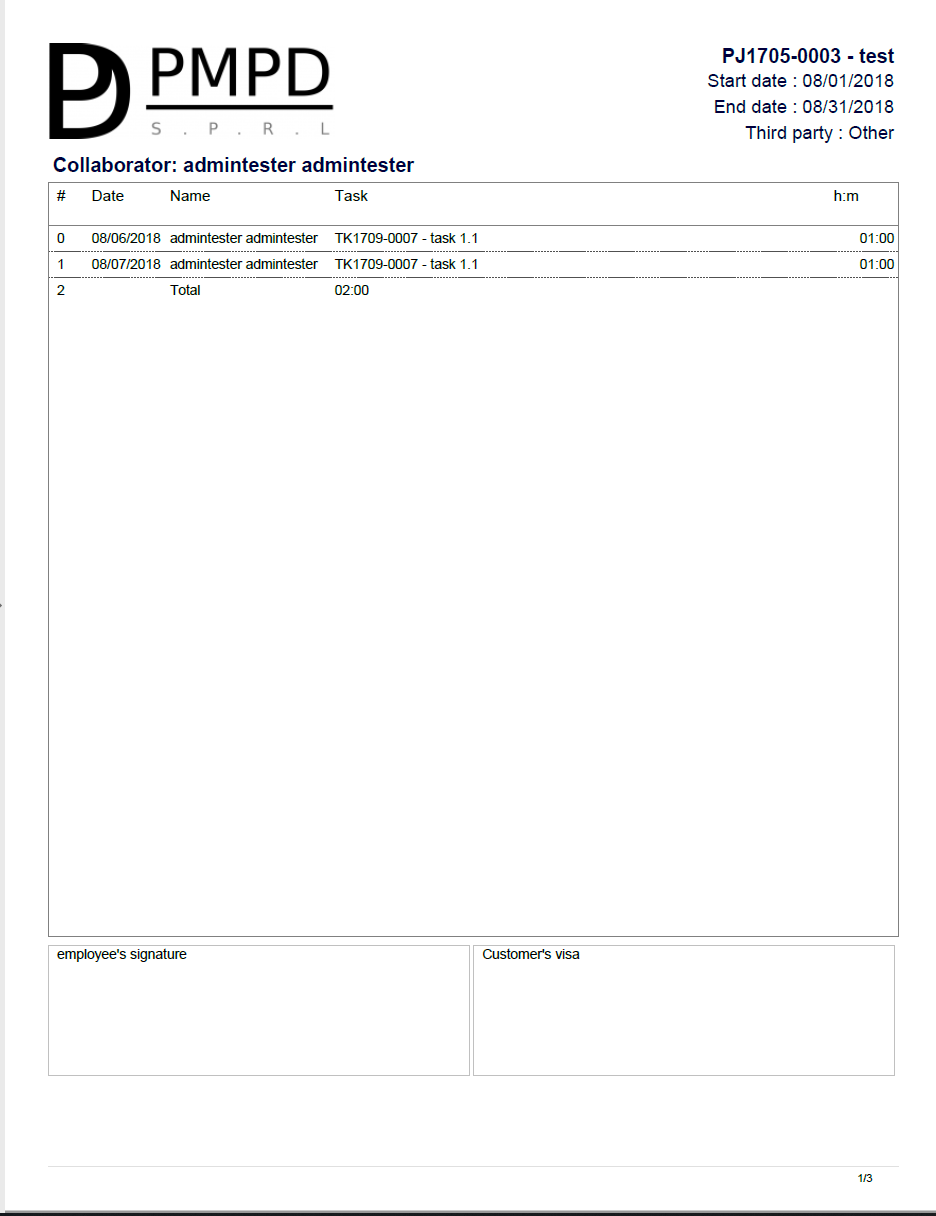 PMPD
S . P . R . L
PJ1705-0003 - test
Start date : 08/01/2018
End date : 08/31/2018
Third party : Other
Collaborator: admintester admintester
# Date Name Task h:m
0 08/06/2018 admintester admintester TK1709-0007 - task 1.1 01:00
1 08/07/2018 admintester admintester TK1709-0007 - task 1.1 01:00
2 Total 02:00
employee's signature Customer's visa
1/3